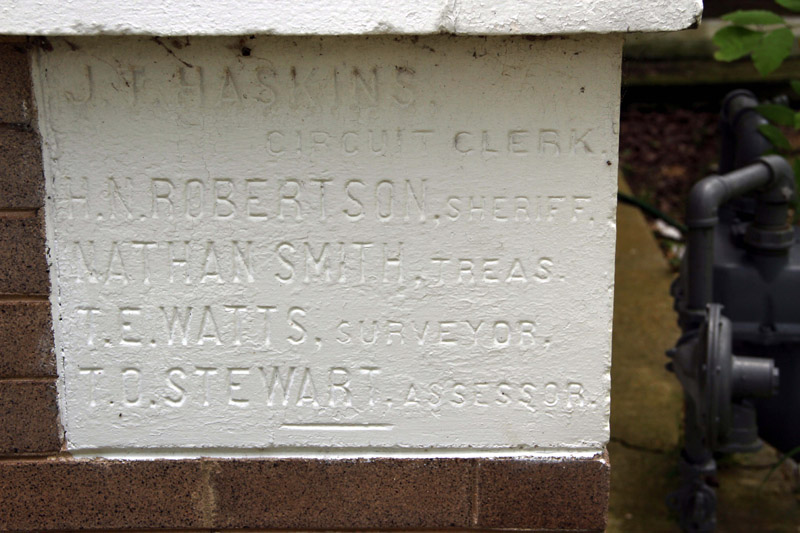 J. T. HASKINS,
CIRCUIT CLERK.
H. N. ROBERTSON, SHERIFF.
NATHAN SMITH, TREAS.
T. E. WATTS, SURVEYOR.
T. O. STEWART, ASSESSOR.